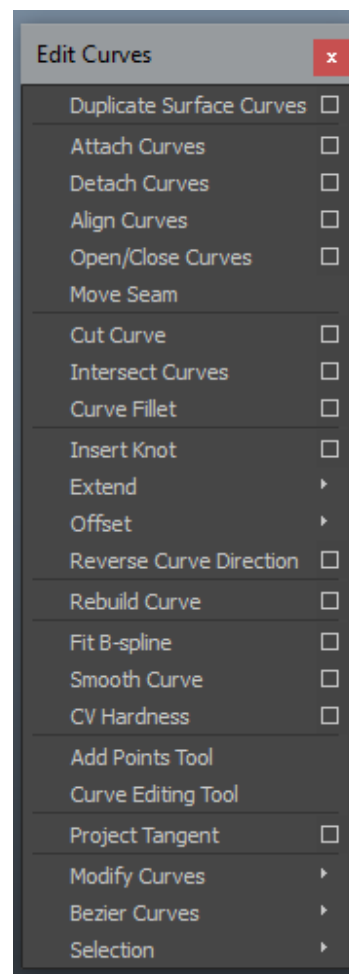 Edit Curves
x
Duplicate Surface Curves
Attach Curves
Detach Curves
Align Curves
Open/Close Curves
Move Seam
Cut Curve
Intersect Curves
Curve Fillet
Insert Knot
Extend
Offset
Reverse Curve Direction
Rebuild Curve
Fit B-spline
Smooth Curve
CV Hardness
Add Points Tool
Curve Editing Tool
Project Tangent
Modify Curves
Bezier Curves
Selection